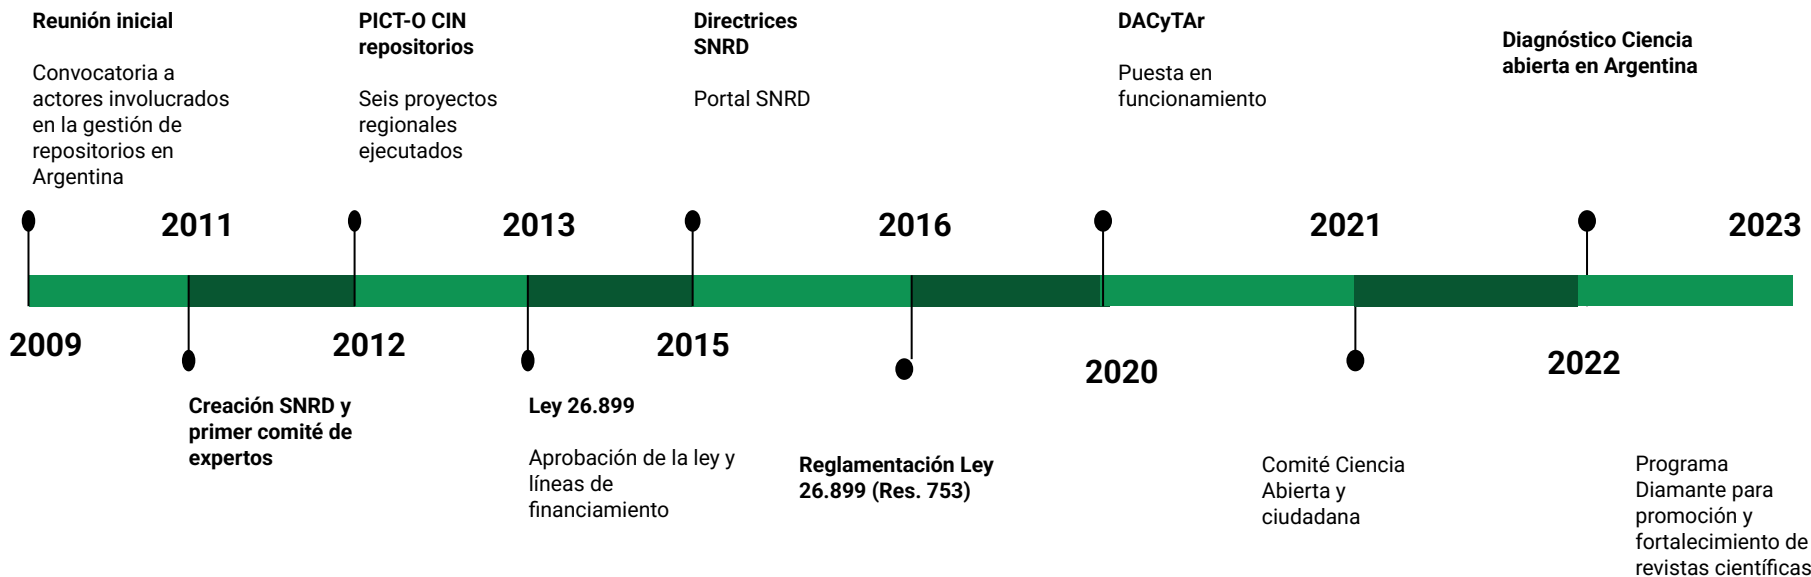 Reunión inicial
Convocatoria a
actores involucrados
en la gestión de
repositorios en
Argentina
PICT-O CIN
repositorios
Seis proyectos
regionales
ejecutados
Directrices
SNRD
Portal SNRD
DACyTAr
Puesta en
funcionamiento
Diagnóstico Ciencia
abierta en Argentina
2011
2013
2016
2021
2023
2009
2012
2015
2020
2022
Creación SNRD y
primer comité de
expertos
Ley 26.899
Aprobación de la ley y
líneas de
financiamiento
Reglamentación Ley
26.899 (Res. 753)
Comité Ciencia
Abierta y
ciudadana
Programa
Diamante para
promoción y
fortalecimiento de
revistas científicas